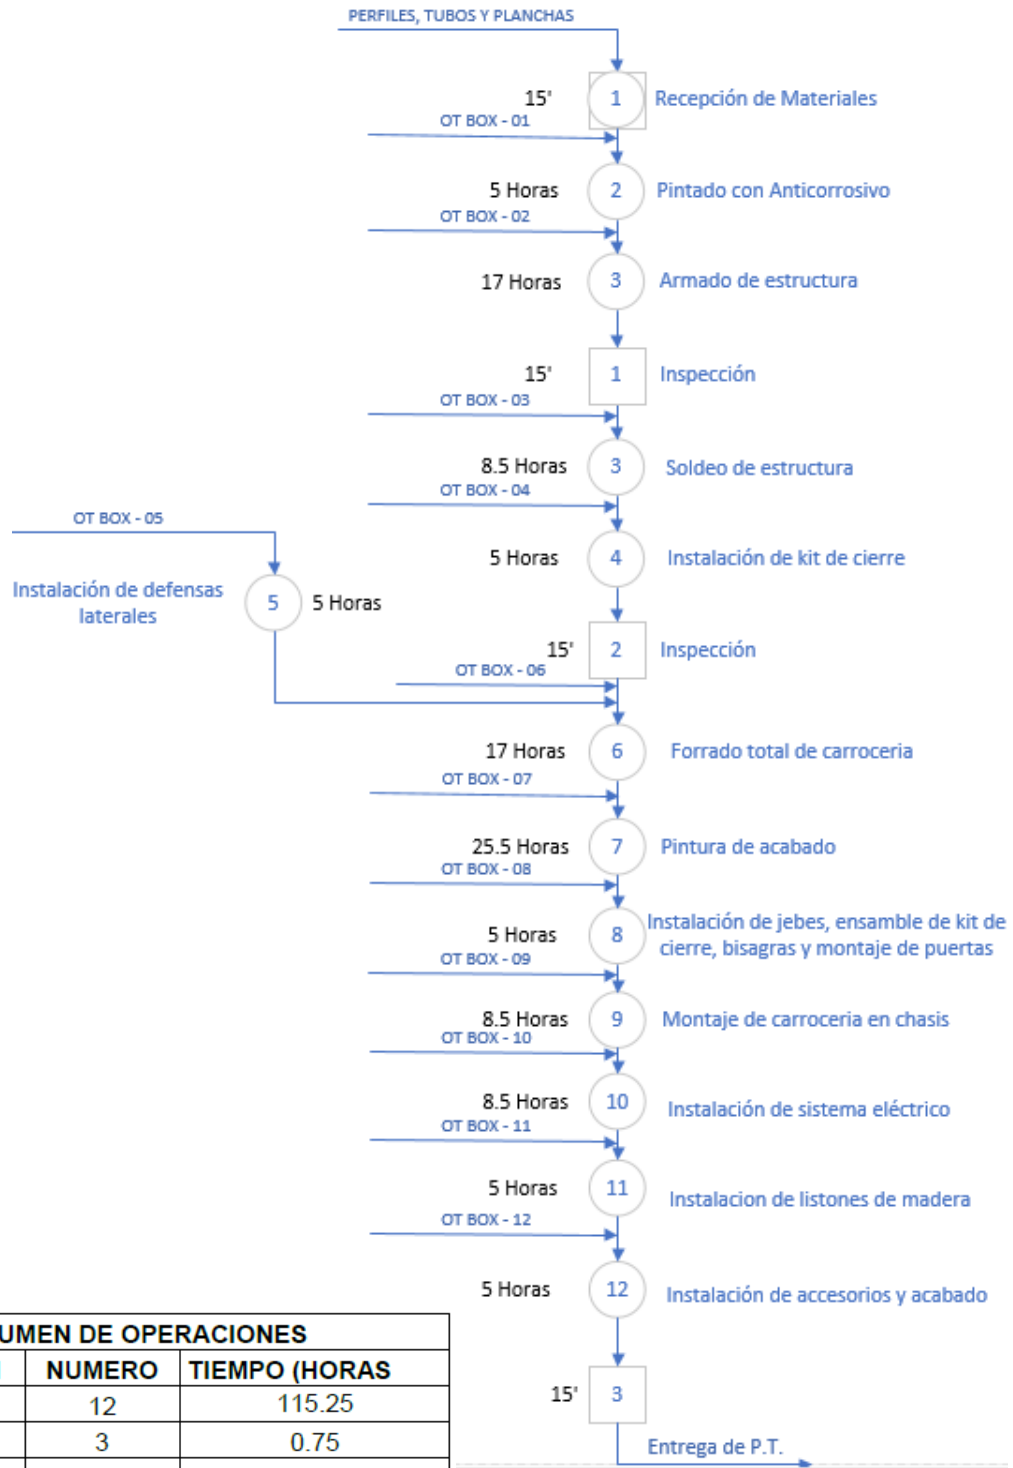 PERFILES, TUBOS Y PLANCHAS
15' 1 Recepción de Materiales
OT BOX - 01
5 Horas 2 Pintado con Anticorrosivo
OT BOX - 02
17 Horas 3 Armado de estructura
15' 1 Inspección
OT BOX - 03
8.5 Horas 3 Soldeo de estructura
OT BOX - 04
OT BOX - 05
5 Horas 4 Instalación de kit de cierre
Instalación de defensas
laterales
5 5 Horas
15' 2 Inspección
OT BOX - 06
17 Horas 6 Forrado total de carroceria
OT BOX - 07
25.5 Horas 7 Pintura de acabado
OT BOX - 08
5 Horas 8 Instalación de jebes, ensamble de kit de
cierre, bisagras y montaje de puertas
OT BOX - 09
8.5 Horas 9 Montaje de carroceria en chasis
OT BOX - 10
8.5 Horas 10 Instalación de sistema eléctrico
OT BOX - 11
5 Horas 11 Instalacion de listones de madera
OT BOX - 12
5 Horas 12 Instalación de accesorios y acabado
15' 3
Entrega de P.T.
UMEN DE OPERACIONES
NUMERO TIEMPO (HORAS
12 115.25
3 0.75